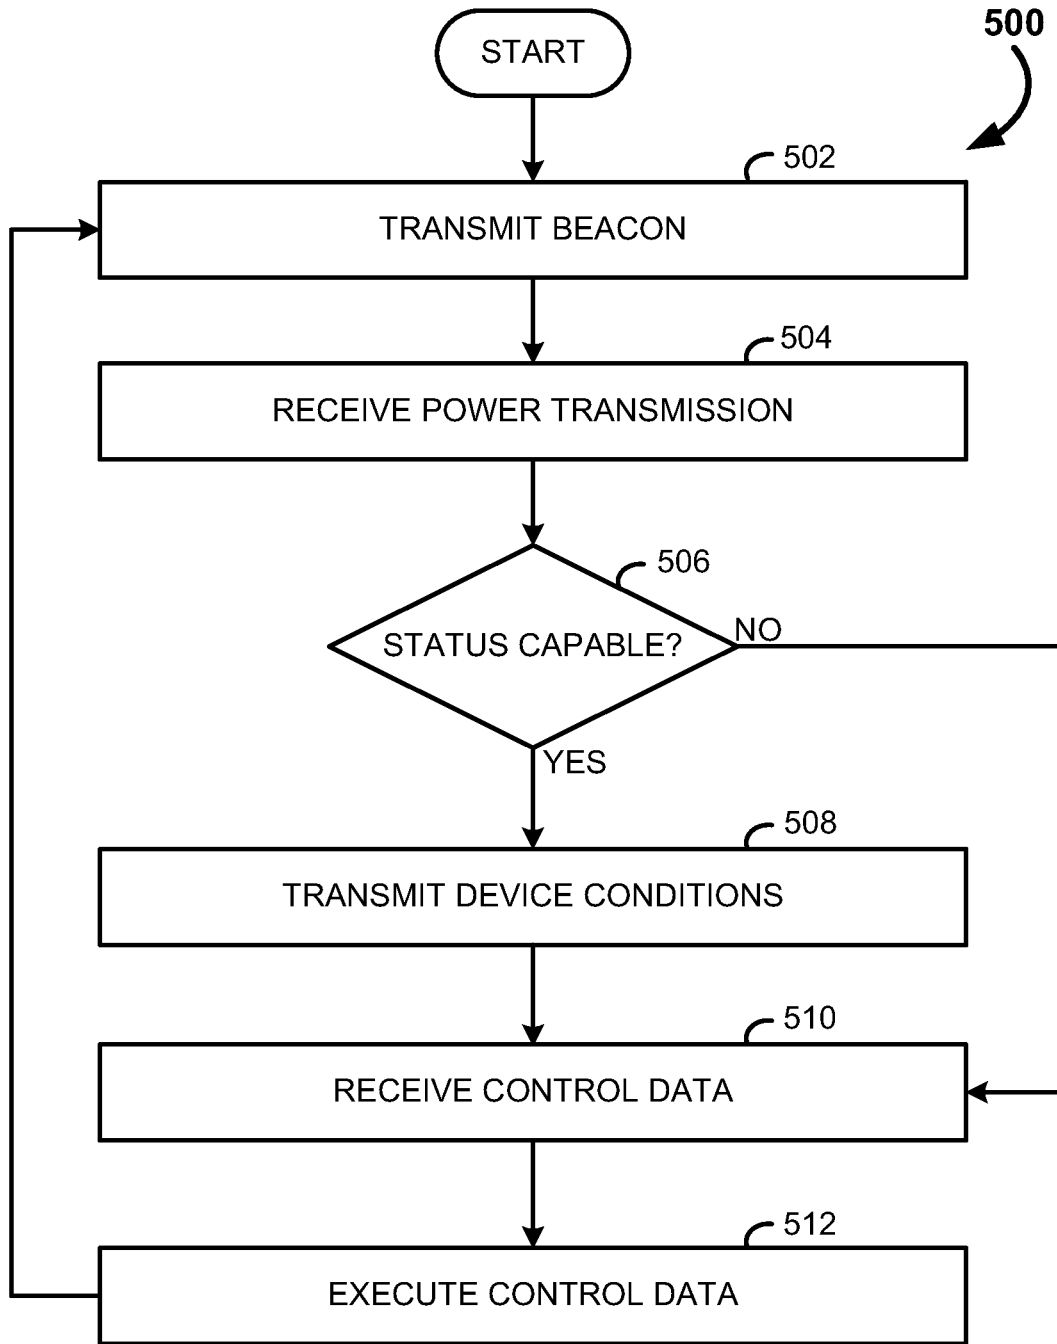 500
START
502
TRANSMIT BEACON
504
RECEIVE POWER TRANSMISSION
506
STATUS CAPABLE?
NO
YES
508
TRANSMIT DEVICE CONDITIONS
510
RECEIVE CONTROL DATA
512
EXECUTE CONTROL DATA